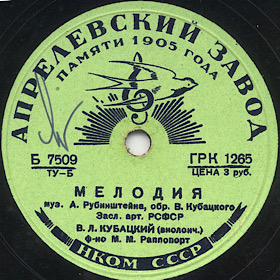 АПРЕЛЕВСКИЙ ЗАВОД
ПАМЯТИ 1905 ГОДА
Б 7509
ГРК 1265
ТУ-Б
ЦЕНА 3 руб.
МЕЛОДИЯ
муз. А. Рубинштейна, обр. В. Кубацкого
Засл. арт. РСФСР
В. Л. КУБАЦКИЙ (виолонч.)
ф-но М. М. Раппопорт
НКОМ СССР